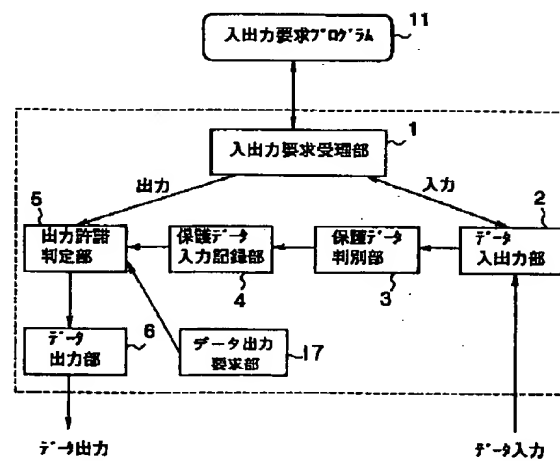 11
入出力要求プログラム
1
入出力要求受理部
出力
入力
5
2
出力許諾
判定部
保護データ
入力記録部
保護データ
判別部
データ
入出力部
4
3
6
データ
出力部
データ出力
要求部
17
データ出力
データ入力